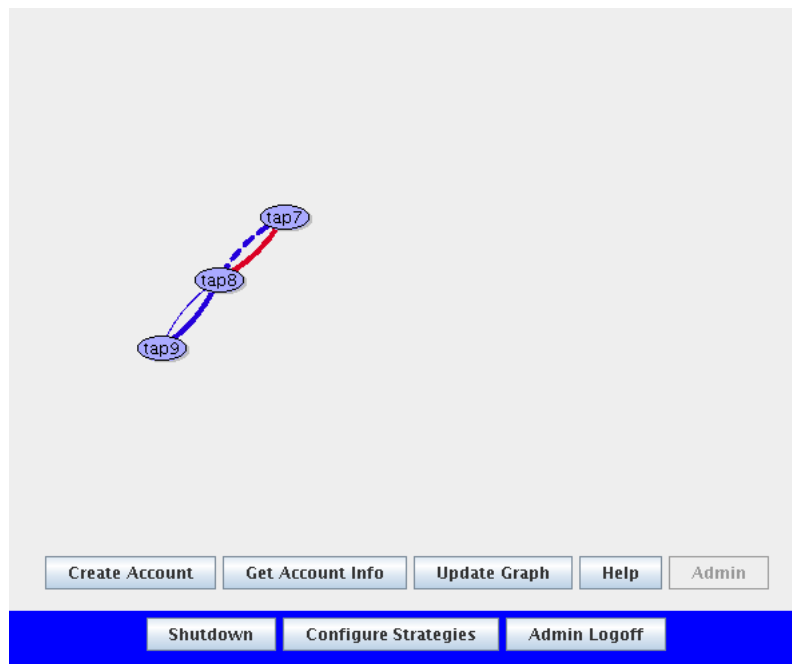 tap7
tap8
tap9
Create Account Get Account Info Update Graph Help Admin
Shutdown Configure Strategies Admin Logoff